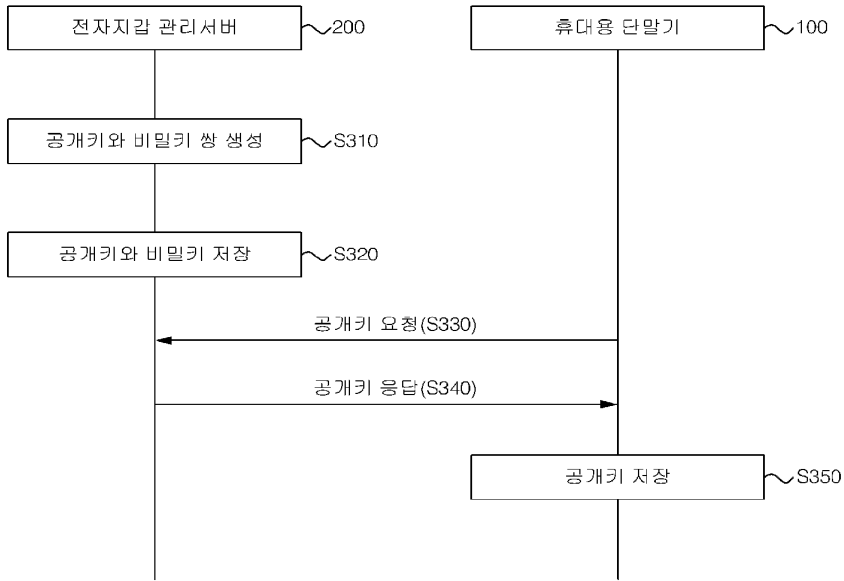 전자지갑 관리서버 200 휴대용 단말기 100
공개키와 비밀키 쌍 생성 S310
공개키와 비밀키 저장 S320
공개키 요청(S330)
공개키 응답(S340)
공개키 저장 S350